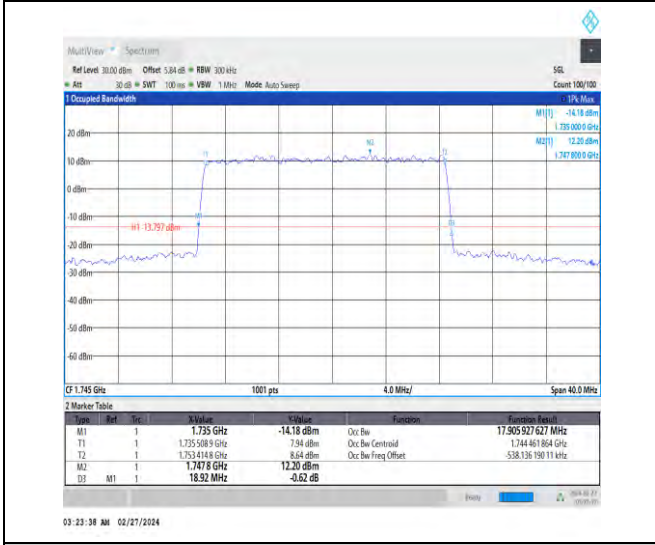 MultiView Spectrum
Ref Level 30.00 dBm Offset 5.84 dB RBW 300 kHz SGL
Att 30 dB SWT 100 ms VBW 1 MHz Mode Auto Sweep Count 100/100
1 Occupied Bandwidth 1Pk Max
M1[1] -14.18 dBm
1.735 000 0 GHz
M2[1] 12.20 dBm
1.747 800 0 GHz
20 dBm
10 dBm
0 dBm
-10 dBm
-20 dBm
-30 dBm
-40 dBm
-50 dBm
-60 dBm
T1
M2
T2
M1
D3
H1 13.797 dBm
CF 1.745 GHz 1001 pts 4.0 MHz/ Span 40.0 MHz
2 Marker Table
Type Ref Trc X-Value Y-Value Function Function Result
M1 1 1.735 GHz -14.18 dBm Occ Bw 17.905 927 627 MHz
T1 1 1.735 508 9 GHz 7.94 dBm Occ Bw Centroid 1.744 461 864 GHz
T2 1 1.753 414 8 GHz 8.64 dBm Occ Bw Freq Offset -538.136 190 11 kHz
M2 1 1.747 8 GHz 12.20 dBm
D3 M1 1 18.92 MHz -0.62 dB
03:23:38 AM 02/27/2024